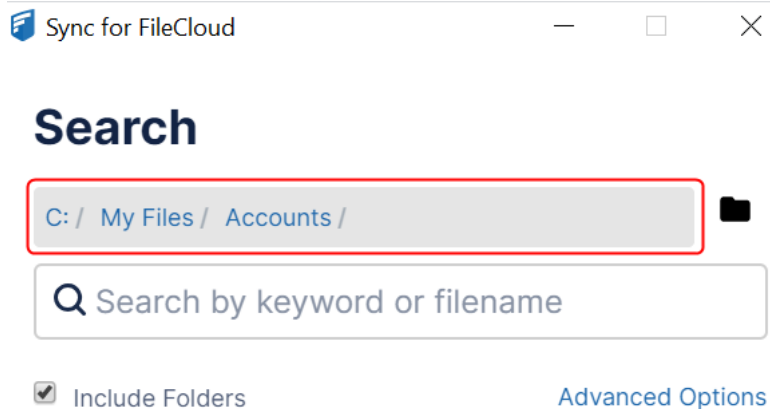 Sync for FileCloud
Search
C: / My Files / Accounts /
Search by keyword or filename
Include Folders Advanced Options